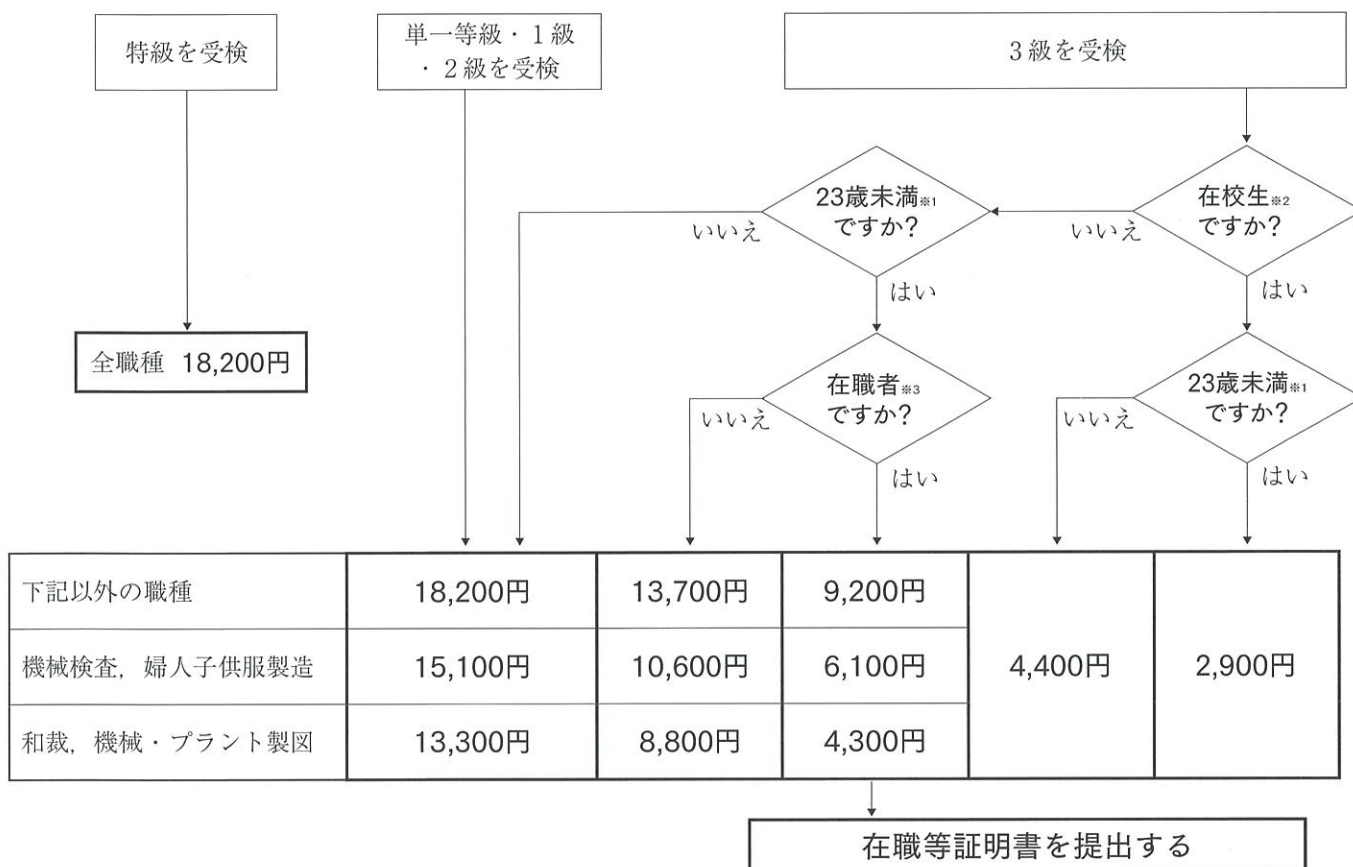 特級を受検
単一等級・1級
・2級を受検
3級を受検
23歳未満※1
ですか?
在校生※2
ですか?
いいえ
いいえ
はい
はい
全職種 18,200円
在職者※3
ですか?
23歳未満※1
ですか?
いいえ
いいえ
はい
はい
下記以外の職種 18,200円 13,700円 9,200円
機械検査，婦人子供服製造 15,100円 10,600円 6,100円 4,400円 2,900円
和裁，機械・プラント製図 13,300円 8,800円 4,300円
在職等証明書を提出する